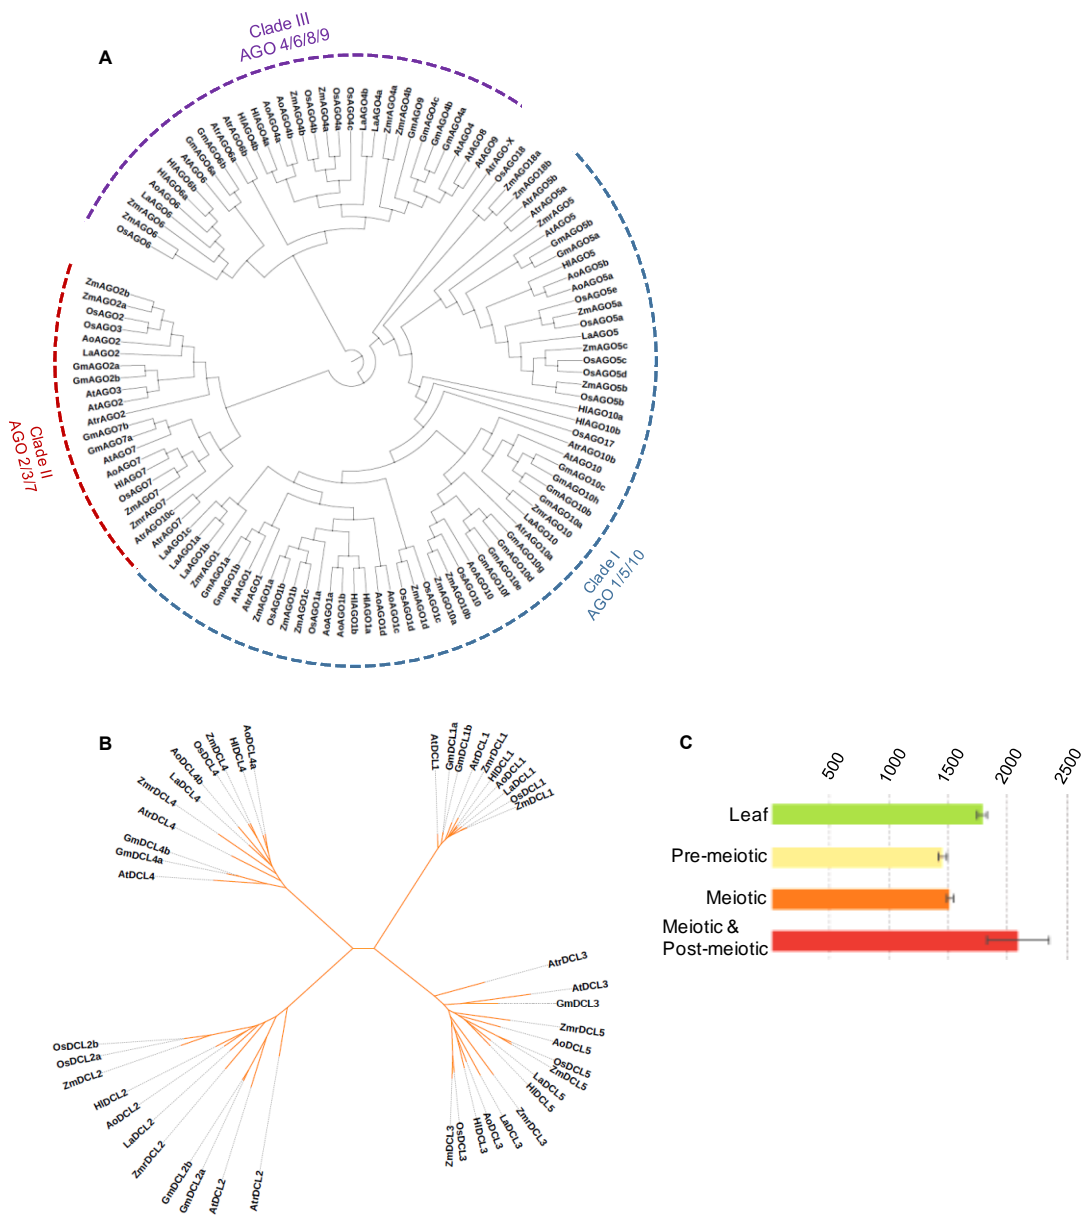 Clade III
AGO 4/6/8/9
A
OsAGO6
ZmAGO6
ZmrAGO6
LaAGO6
AoAGO6
HlAGO6a
HlAGO6b
AtAGO6
GmAGO6a
GmAGO6b
AtrAGO6a
AtrAGO6b
HlAGO4b
HlAGO4a
AoAGO4a
AoAGO4b
ZmAGO4b
OsAGO4b
ZmAGO4a
OsAGO4a
OsAGO4c
LaAGO4b
LaAGO4a
ZmrAGO4a
ZmrAGO4b
GmAGO9
GmAGO4c
GmAGO4b
GmAGO4a
AtAGO4
AtAGO8
AtAGO9
AtrAGO-X
OsAGO18
ZmAGO18a
ZmAGO18b
AtrAGO5b
AtrAGO5a
ZmrAGO5
AtAGO5
GmAGO5b
GmAGO5a
HlAGO5
AoAGO5b
AoAGO5a
OsAGO5e
ZmAGO5a
OsAGO5a
LaAGO5
ZmAGO5c
OsAGO5c
OsAGO5d
ZmAGO5b
OsAGO5b
HlAGO10a
HlAGO10b
OsAGO17
AtrAGO10b
AtAGO10
GmAGO10c
GmAGO10h
GmAGO10b
GmAGO10a
ZmrAGO10
LaAGO10
AtrAGO10a
GmAGO10g
GmAGO10d
GmAGO10e
GmAGO10f
AoAGO10
OsAGO10
ZmAGO10b
ZmAGO10a
OsAGO1c
ZmAGO1d
OsAGO1d
AoAGO1c
AoAGO1d
HlAGO1a
HlAGO1b
AoAGO1b
AoAGO1a
OsAGO1a
ZmAGO1c
ZmAGO1b
OsAGO1b
ZmAGO1a
AtrAGO1
AtAGO1
GmAGO1b
GmAGO1a
ZmrAGO1
LaAGO1b
LaAGO1a
LaAGO1c
AtrAGO7
AtrAGO10c
ZmrAGO7
ZmAGO7
OsAGO7
HlAGO7
AoAGO7
AtAGO7
GmAGO7a
GmAGO7b
AtrAGO2
AtAGO2
AtAGO3
GmAGO2b
GmAGO2a
LaAGO2
AoAGO2
OsAGO3
OsAGO2
ZmAGO2a
ZmAGO2b
Clade II
AGO 2/3/7
Clade I
AGO 1/5/10
B
AtDCL4
GmDCL4a
GmDCL4b
AtrDCL4
ZmrDCL4
LaDCL4
AoDCL4b
OsDCL4
ZmDCL4
HlDCL4
AoDCL4a
AtDCL1
GmDCL1a
GmDCL1b
AtrDCL1
ZmrDCL1
HlDCL1
AoDCL1
LaDCL1
OsDCL1
ZmDCL1
AtrDCL3
AtDCL3
GmDCL3
ZmrDCL5
AoDCL5
OsDCL5
ZmDCL5
LaDCL5
HlDCL5
ZmrDCL3
LaDCL3
AoDCL3
HlDCL3
OsDCL3
ZmDCL3
AtrDCL2
AtDCL2
GmDCL2a
GmDCL2b
ZmrDCL2
LaDCL2
AoDCL2
HlDCL2
ZmDCL2
OsDCL2a
OsDCL2b
C
500
1000
1500
2000
2500
Leaf
Pre-meiotic
Meiotic
Meiotic &
Post-meiotic